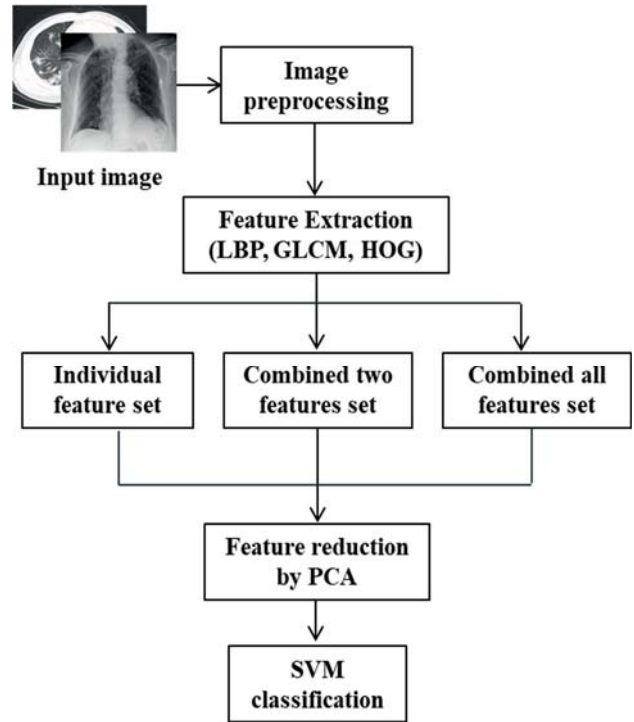 Image
preprocessing
Input image
Feature Extraction
(LBP, GLCM, HOG)
Individual
feature set
Combined two
features set
Combined all
features set
Feature reduction
by PCA
SVM
classification